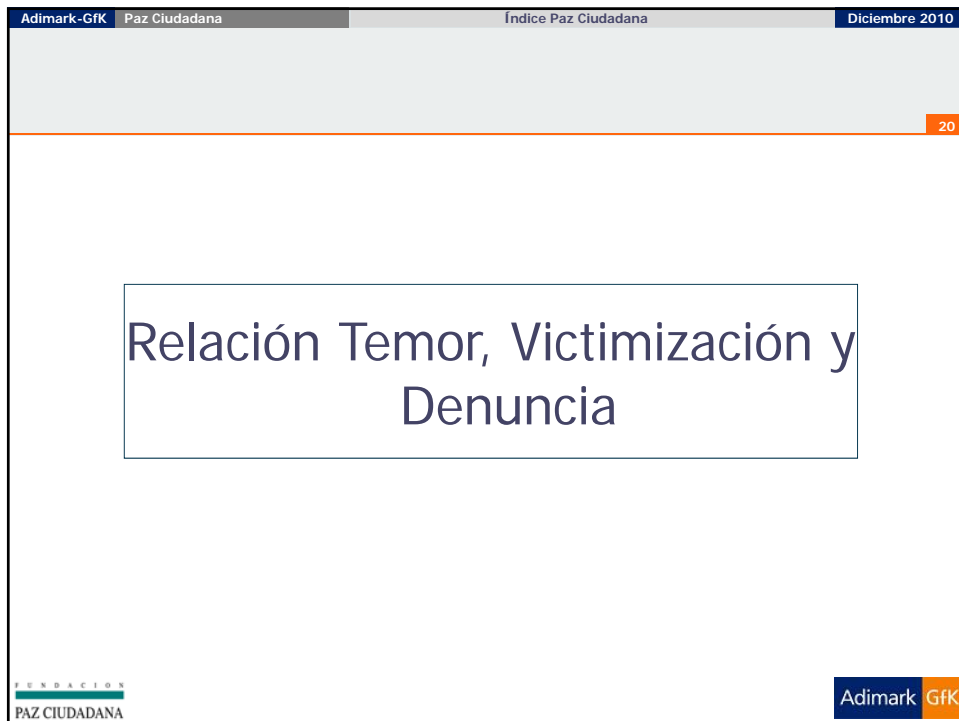 Adimark-GfK Paz Ciudadana Índice Paz Ciudadana Diciembre 2010
20
Relación Temor, Victimización y
Denuncia
FUNDACION
PAZ CIUDADANA
Adimark GfK